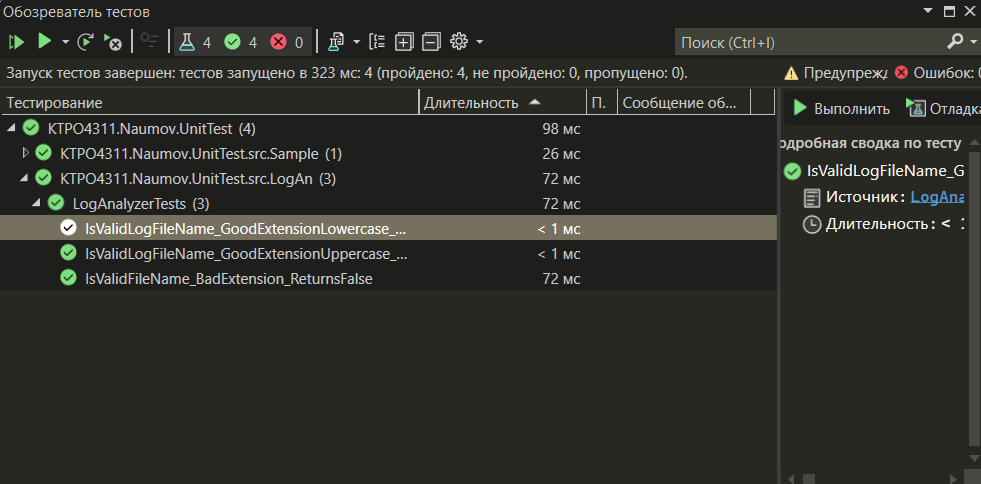 Обозреватель тестов
4 4 0
Поиск (Ctrl+I)
Запуск тестов завершен: тестов запущено в 323 мс: 4 (пройдено: 4, не пройдено: 0, пропущено: 0).
Предупрежд Ошибок: 0
Тестирование Длительность П. Сообщение об...
KTPO4311.Naumov.UnitTest (4) 98 мс
KTPO4311.Naumov.UnitTest.src.Sample (1) 26 мс
KTPO4311.Naumov.UnitTest.src.LogAn (3) 72 мс
LogAnalyzerTests (3) 72 мс
IsValidLogFileName_GoodExtensionLowercase_... < 1 мс
IsValidLogFileName_GoodExtensionUppercase_... < 1 мс
IsValidFileName_BadExtension_ReturnsFalse 72 мс
Выполнить Отладка
одробная сводка по тесту
IsValidLogFileName_G
Источник: LogAna
Длительность: < 1